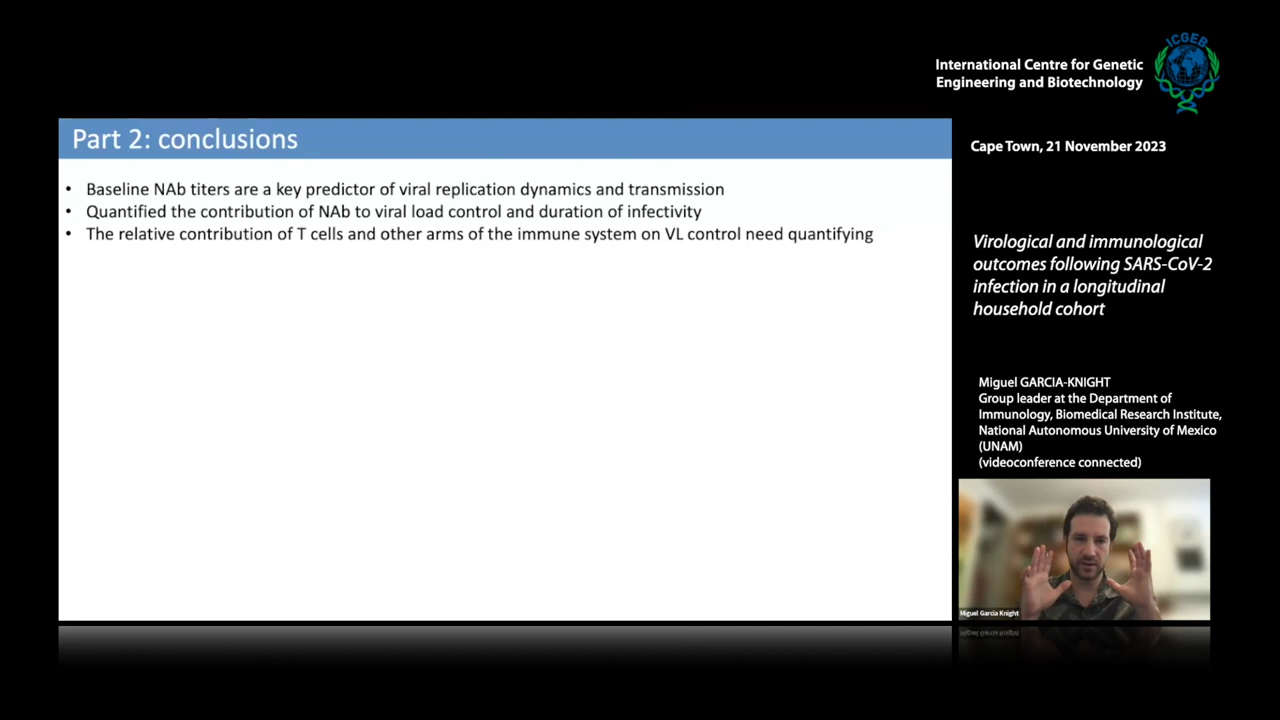 ICGEB
International Centre for Genetic
Engineering and Biotechnology
Part 2: conclusions
• Baseline NAb titers are a key predictor of viral replication dynamics and transmission
• Quantified the contribution of NAb to viral load control and duration of infectivity
• The relative contribution of T cells and other arms of the immune system on VL control need quantifying
Cape Town, 21 November 2023
Virological and immunological
outcomes following SARS-CoV-2
infection in a longitudinal
household cohort
Miguel GARCIA-KNIGHT
Group leader at the Department of
Immunology, Biomedical Research Institute,
National Autonomous University of Mexico
(UNAM)
(videoconference connected)
Miguel Garcia Knight